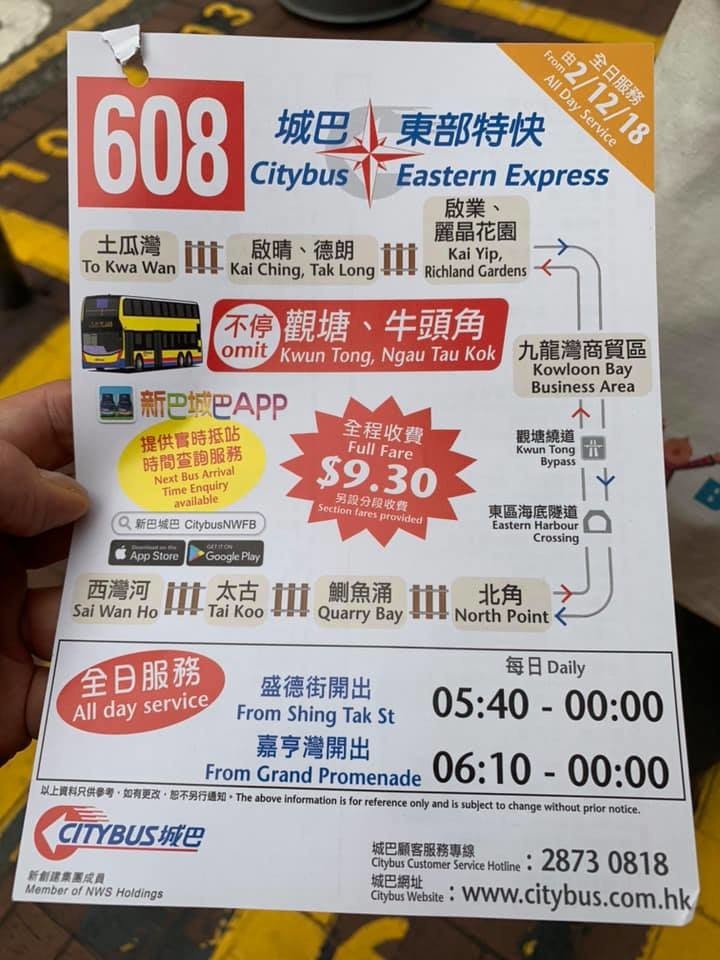 608
城巴 東部特快
Citybus Eastern Express
全日服務
由
From 2/12/18
All Day Service
土瓜灣
To Kwa Wan
啟晴、德朗
Kai Ching, Tak Long
啟業、
麗晶花園
Kai Yip,
Richland Gardens
不停
omit
觀塘、牛頭角
Kwun Tong, Ngau Tau Kok
九龍灣商貿區
Kowloon Bay
Business Area
新巴城巴APP
提供實時抵站
時間查詢服務
Next Bus Arrival
Time Enquiry
available
全程收費
Full Fare
$9.30
另設分段收費
Section fares provided
觀塘繞道
Kwun Tong
Bypass
東區海底隧道
Eastern Harbour
Crossing
新巴城巴 CitybusNWFB
Download on the
App Store
GET IT ON
Google Play
西灣河
Sai Wan Ho
太古
Tai Koo
鰂魚涌
Quarry Bay
北角
North Point
全日服務
All day service
每日 Daily
盛德街開出
From Shing Tak St
05:40 - 00:00
嘉亨灣開出
From Grand Promenade
06:10 - 00:00
以上資料只供參考，如有更改，恕不另行通知。The above information is for reference only and is subject to change without prior notice.
CITYBUS城巴
新創建集團成員
Member of NWS Holdings
城巴顧客服務專線
Citybus Customer Service Hotline : 2873 0818
城巴網址
Citybus Website : www.citybus.com.hk